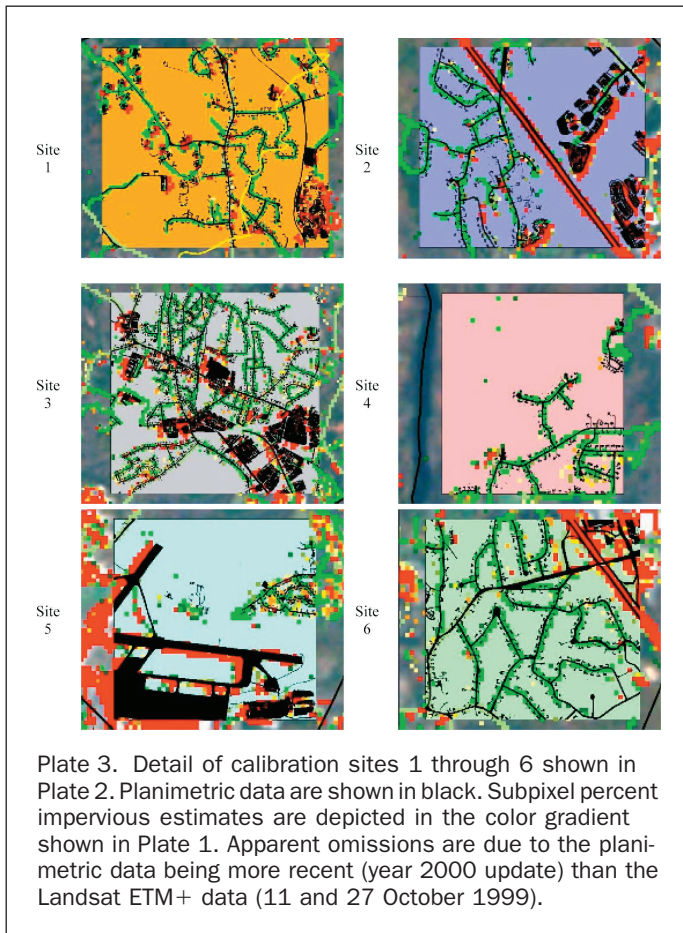 Site
1
Site
2
Site
3
Site
4
Site
5
Site
6
Plate 3. Detail of calibration sites 1 through 6 shown in
Plate 2. Planimetric data are shown in black. Subpixel percent
impervious estimates are depicted in the color gradient
shown in Plate 1. Apparent omissions are due to the plani-
metric data being more recent (year 2000 update) than the
Landsat ETM+ data (11 and 27 October 1999).